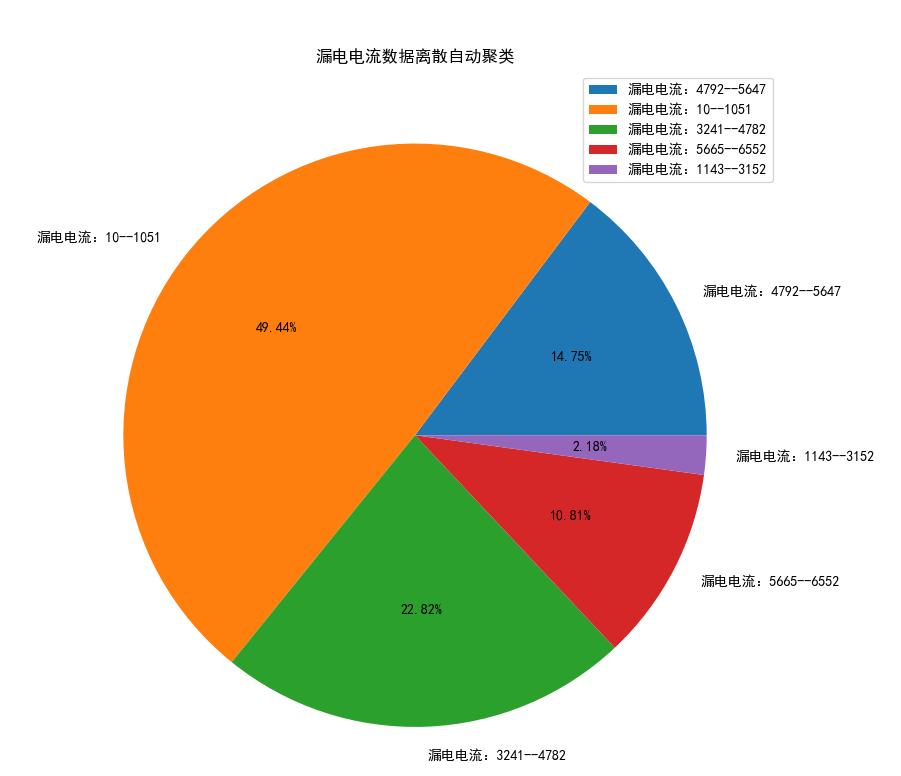 漏电电流数据离散自动聚类
漏电电流：4792--5647
漏电电流：10--1051
漏电电流：3241--4782
漏电电流：5665--6552
漏电电流：1143--3152
漏电电流：10--1051
漏电电流：4792--5647
49.44%
14.75%
2.18%
漏电电流：1143--3152
10.81%
漏电电流：5665--6552
22.82%
漏电电流：3241--4782